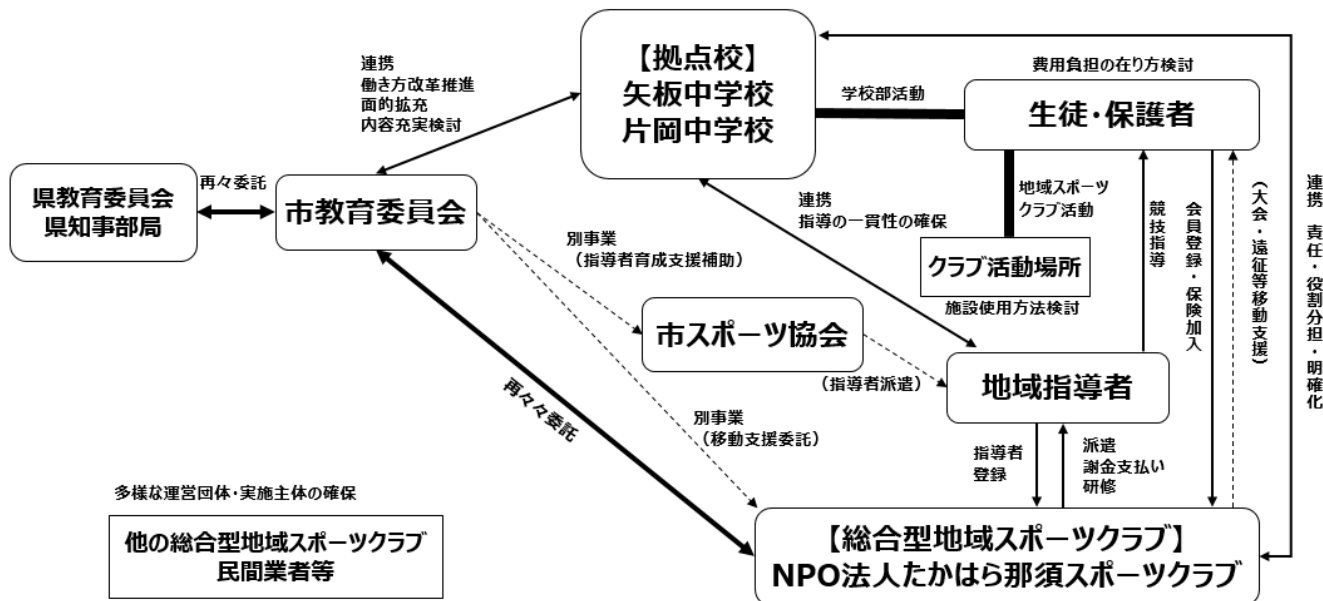 連携
働き方改革推進
面的拡充
内容充実検討
【拠点校】
矢板中学校
片岡中学校
費用負担の在り方検討
学校部活動
生徒・保護者
県教育委員会
県知事部局
再々委託
市教育委員会
連携
指導の一貫性の確保
地域スポーツ
クラブ活動
競技指導
会員登録・保険加入
(大会・遠征等移動支援)
連携 責任・役割分担・明確化
別事業
（指導者育成支援補助）
クラブ活動場所
施設使用方法検討
市スポーツ協会
（指導者派遣）
地域指導者
再々々委託
別事業
（移動支援委託）
指導者
登録
派遣
謝金支払い
研修
多様な運営団体・実施主体の確保
他の総合型地域スポーツクラブ
民間業者等
【総合型地域スポーツクラブ】
NPO法人たかはら那須スポーツクラブ